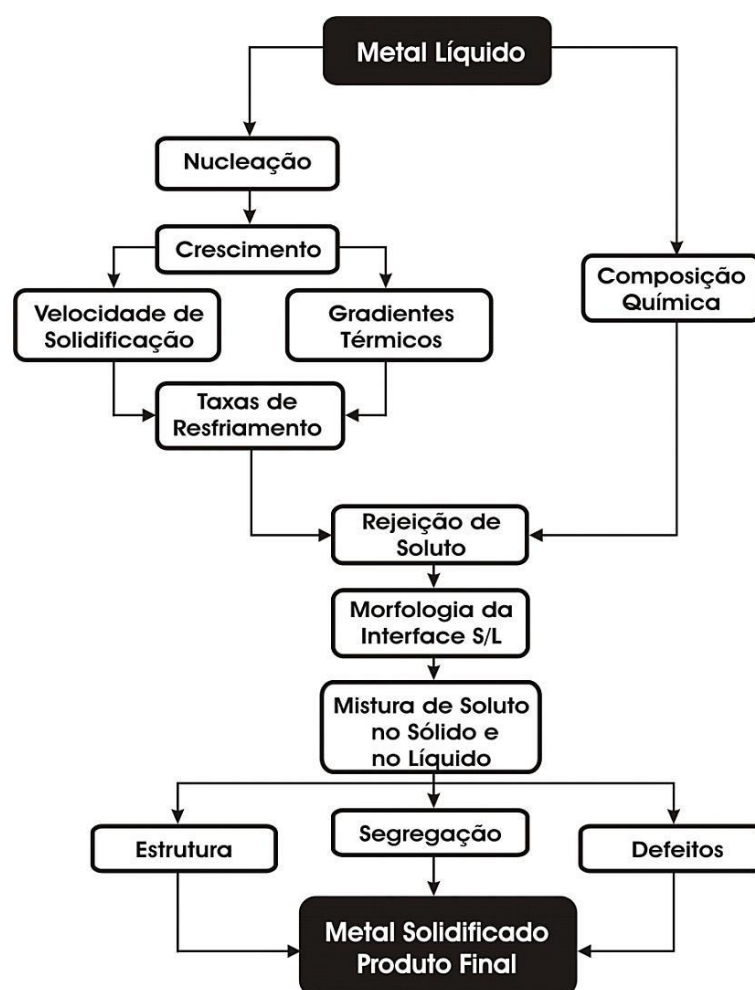 Metal Líquido
Nucleação
Crescimento
Velocidade de
Solidificação
Gradientes
Térmicos
Composição
Química
Taxas de
Resfriamento
Rejeição de
Soluto
Morfologia da
Interface S/L
Mistura de Soluto
no Sólido e
no Líquido
Estrutura
Segregação
Defeitos
Metal Solidificado
Produto Final